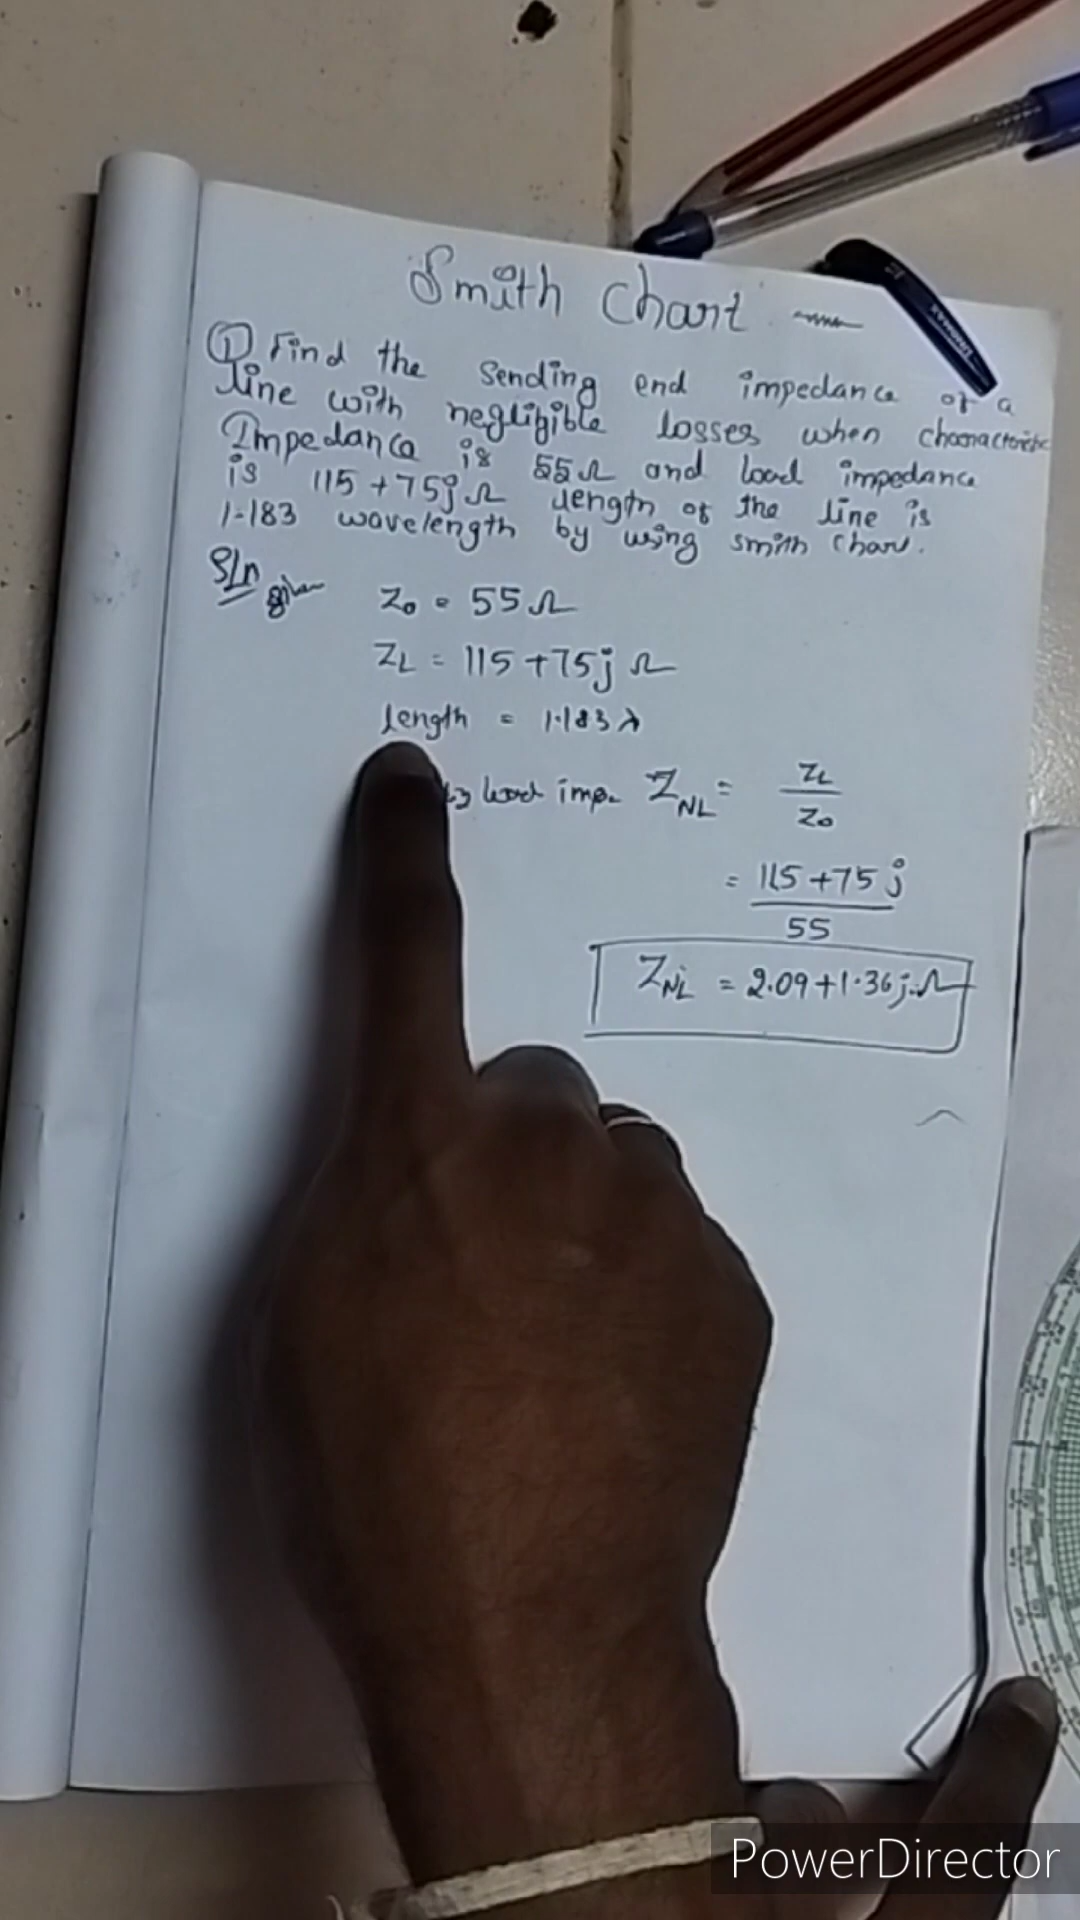 Smith Chart
① Find the sending end impedance of a
line with negligible losses when characteristic
Impedance is 55Ω and load impedance
is 115+75jΩ length of the line is
1.183 wavelength by using smith chart.
Sln given Z₀ = 55Ω
ZL = 115+75j Ω
length = 1.183λ
load imp. Z_NL = ZL / Z₀
= 115+75j / 55
Z_NL = 2.09+1.36j.Ω
PowerDirector